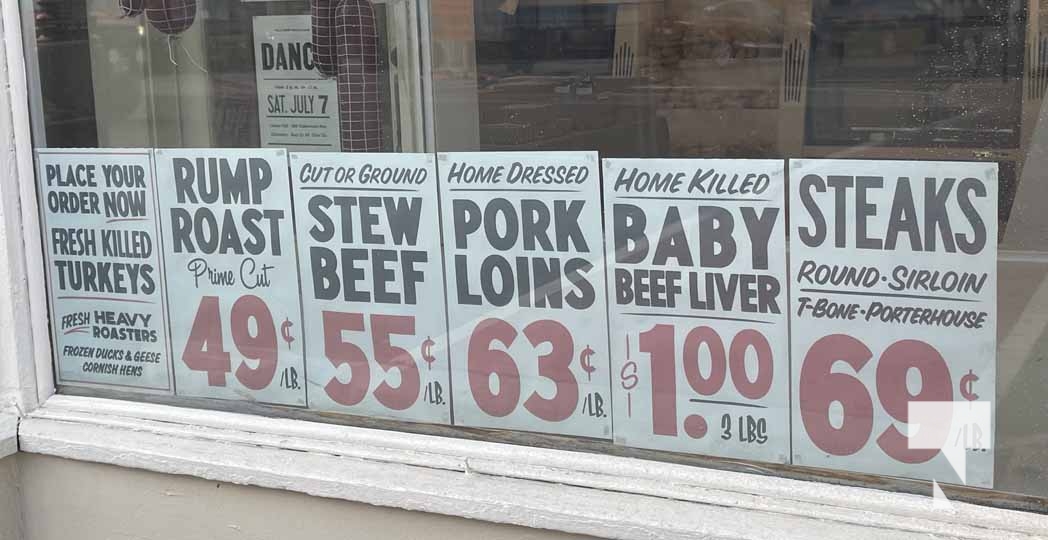 DANC
SAT. JULY 7
PLACE YOUR
ORDER NOW
FRESH KILLED
TURKEYS
FRESH HEAVY
ROASTERS
FROZEN DUCKS & GEESE
CORNISH HENS
RUMP
ROAST
Prime Cut
49¢
/LB.
CUT OR GROUND
STEW
BEEF
55¢
/LB.
HOME DRESSED
PORK
LOINS
63¢
/LB.
HOME KILLED
BABY
BEEF LIVER
$1.00
3 LBS
STEAKS
ROUND·SIRLOIN
T-BONE·PORTERHOUSE
69¢
/LB.